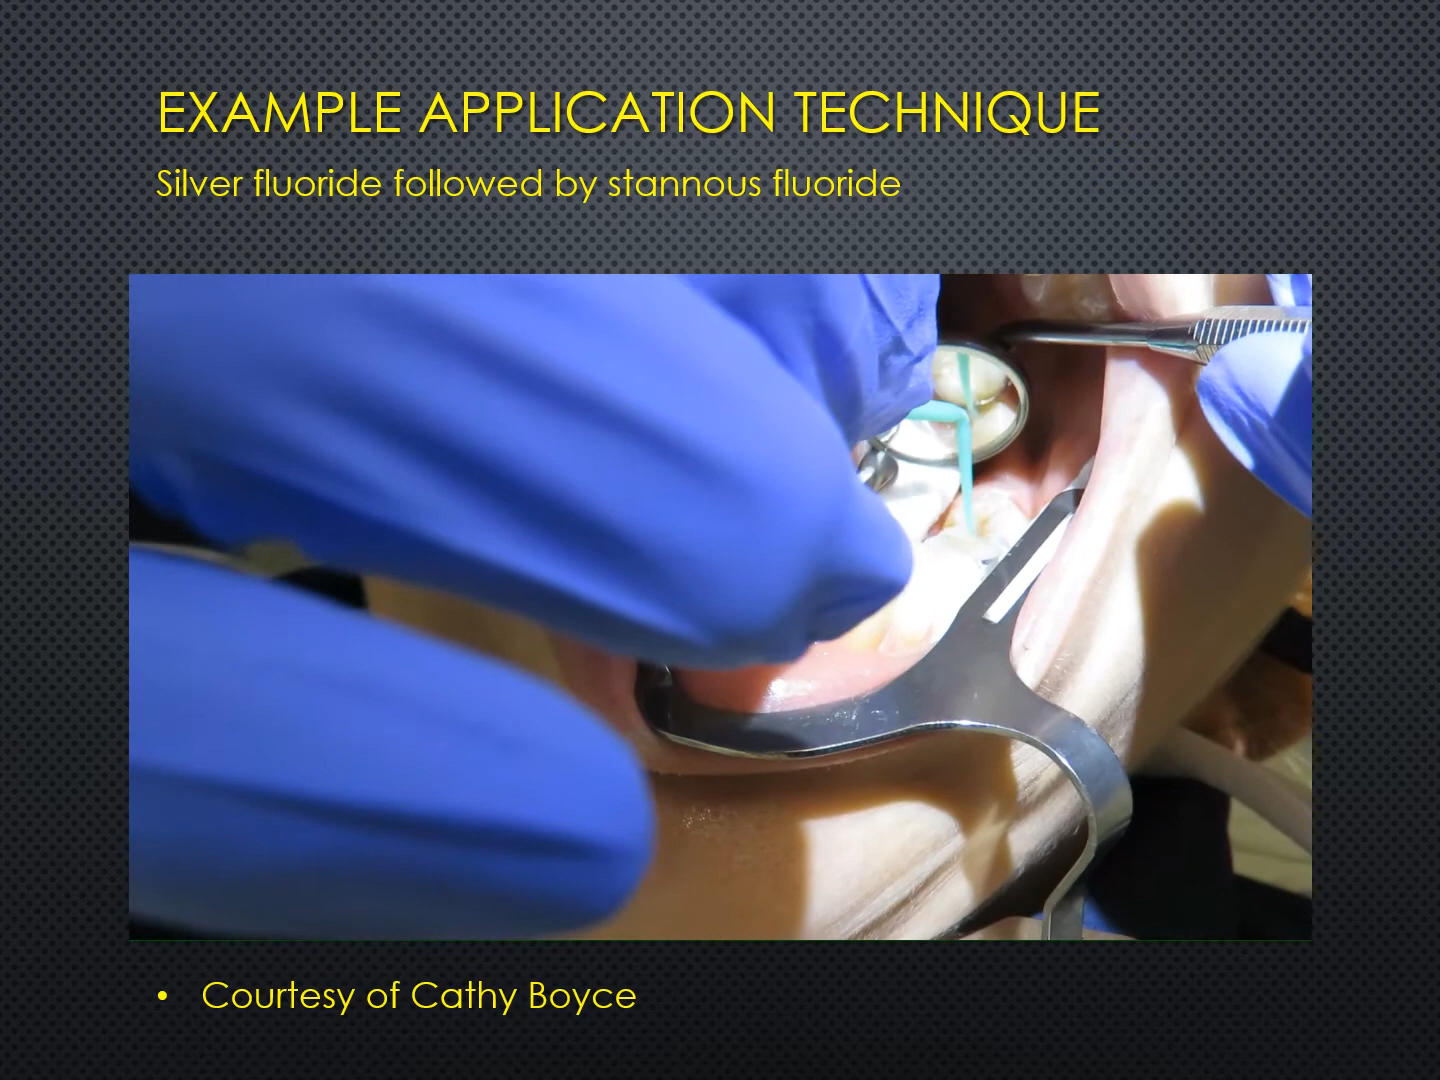 EXAMPLE APPLICATION TECHNIQUE
Silver fluoride followed by stannous fluoride
• Courtesy of Cathy Boyce